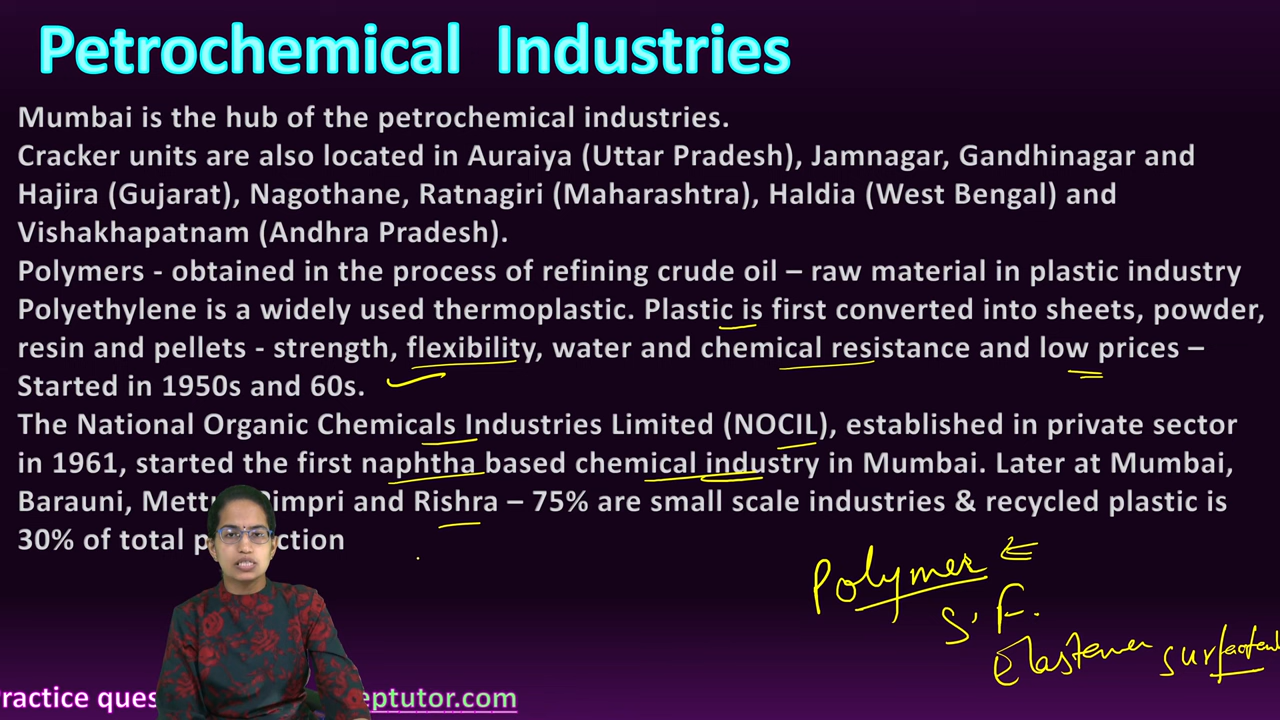 Petrochemical Industries
Mumbai is the hub of the petrochemical industries.
Cracker units are also located in Auraiya (Uttar Pradesh), Jamnagar, Gandhinagar and
Hajira (Gujarat), Nagothane, Ratnagiri (Maharashtra), Haldia (West Bengal) and
Vishakhapatnam (Andhra Pradesh).
Polymers - obtained in the process of refining crude oil – raw material in plastic industry
Polyethylene is a widely used thermoplastic. Plastic is first converted into sheets, powder,
resin and pellets - strength, flexibility, water and chemical resistance and low prices –
Started in 1950s and 60s.
The National Organic Chemicals Industries Limited (NOCIL), established in private sector
in 1961, started the first naphtha based chemical industry in Mumbai. Later at Mumbai,
Barauni, and Rishra – 75% are small scale industries & recycled plastic is
30% of total
Polymer
S. F.
Elastomer
Practice